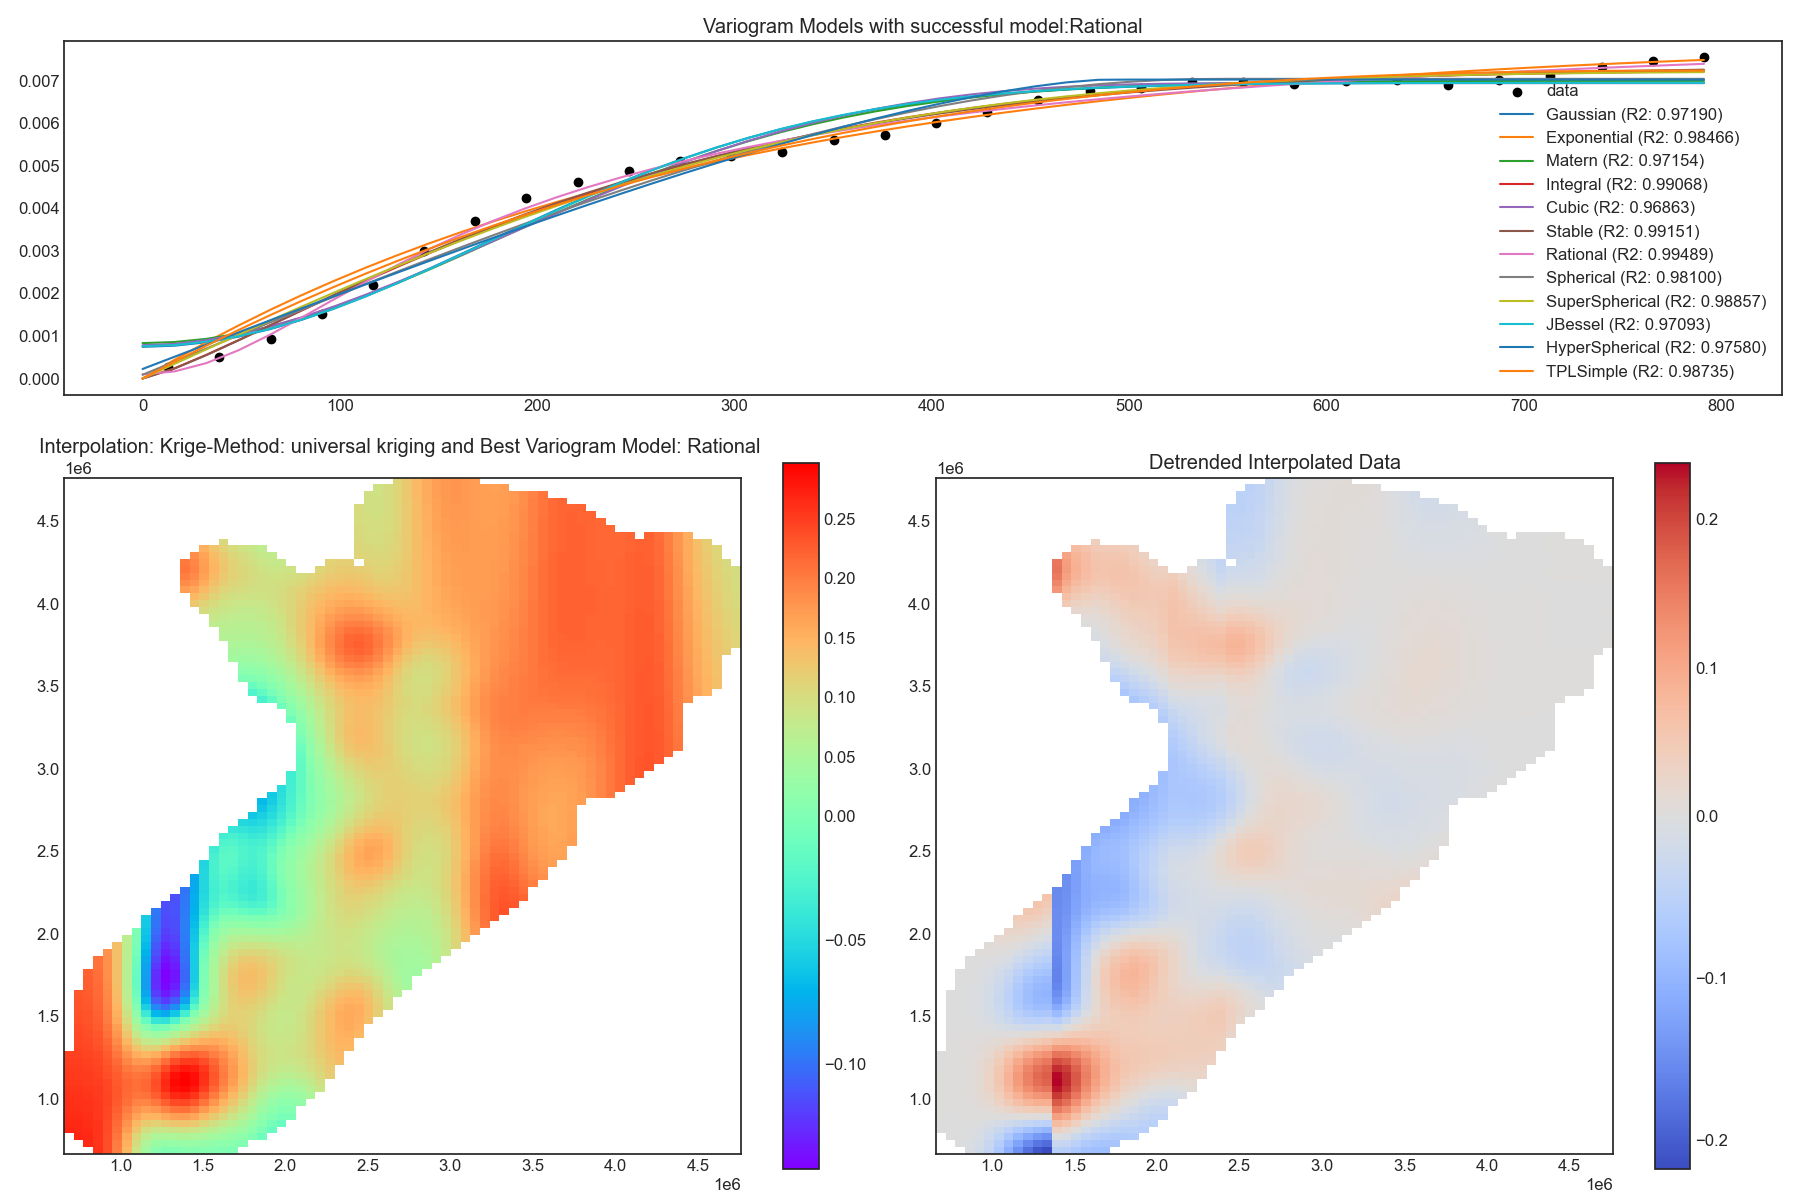 Variogram Models with successful model:Rational
0.007
0.006
0.005
0.004
0.003
0.002
0.001
0.000
data
Gaussian (R2: 0.97190)
Exponential (R2: 0.98466)
Matern (R2: 0.97154)
Integral (R2: 0.99068)
Cubic (R2: 0.96863)
Stable (R2: 0.99151)
Rational (R2: 0.99489)
Spherical (R2: 0.98100)
SuperSpherical (R2: 0.98857)
JBessel (R2: 0.97093)
HyperSpherical (R2: 0.97580)
TPLSimple (R2: 0.98735)
0 100 200 300 400 500 600 700 800
Interpolation: Krige-Method: universal kriging and Best Variogram Model: Rational
1e6
4.5
4.0
3.5
3.0
2.5
2.0
1.5
1.0
1.0 1.5 2.0 2.5 3.0 3.5 4.0 4.5
1e6
0.25
0.20
0.15
0.10
0.05
0.00
−0.05
−0.10
Detrended Interpolated Data
1e6
4.5
4.0
3.5
3.0
2.5
2.0
1.5
1.0
1.0 1.5 2.0 2.5 3.0 3.5 4.0 4.5
1e6
0.2
0.1
0.0
−0.1
−0.2